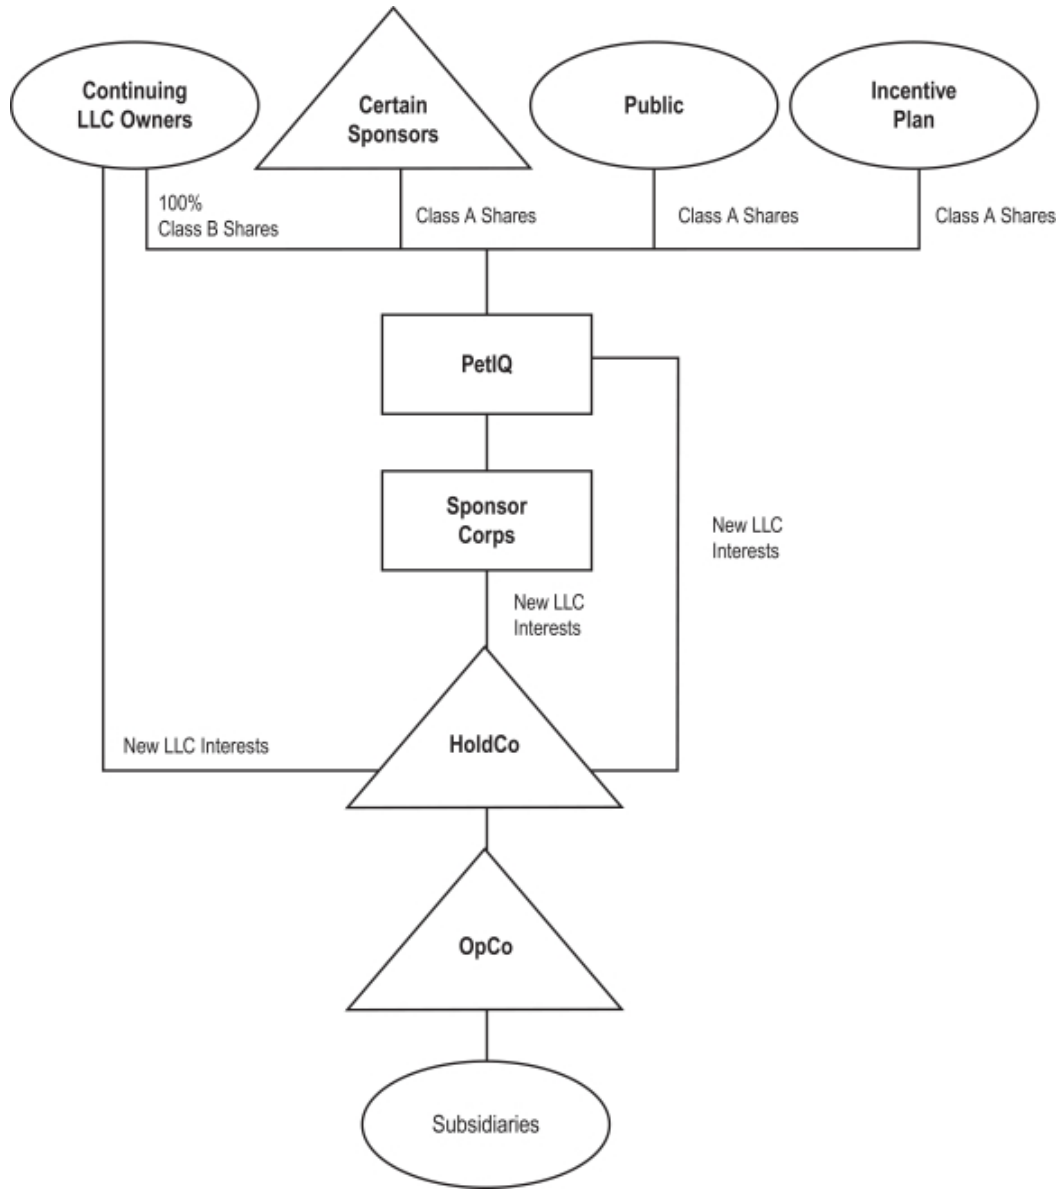 Continuing
LLC Owners
Certain
Sponsors
Public
Incentive
Plan
100%
Class B Shares
Class A Shares
Class A Shares
Class A Shares
PetIQ
Sponsor
Corps
New LLC
Interests
New LLC
Interests
New LLC Interests
HoldCo
OpCo
Subsidiaries